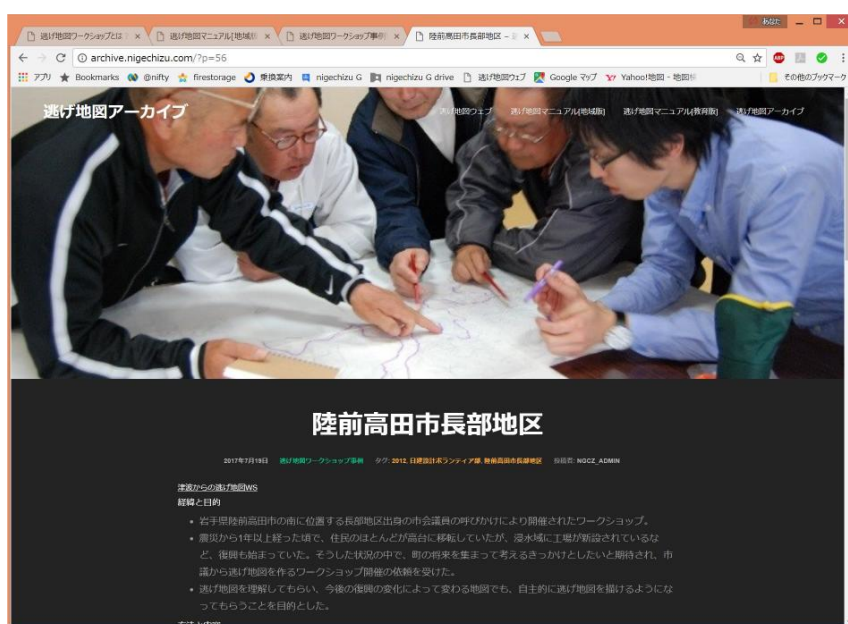 あなた
逃げ地図ワークショップとは
逃げ地図マニュアル[地域
逃げ地図ワークショップ事例
陸前高田市長部地区 –
archive.nigechizu.com/?p=56
アプリ Bookmarks @nifty firestorage 乗換案内 nigechizu G nigechizu G drive 逃げ地図ウェブ Google マップ Yahoo!地図 - 地図 その他のブックマーク
逃げ地図アーカイブ
逃げ地図ウェブ 逃げ地図マニュアル[地域版] 逃げ地図マニュアル[教育版] 逃げ地図アーカイブ
陸前高田市長部地区
2017年7月19日 逃げ地図ワークショップ事例 タグ: 2012, 日建設計ボランティア部, 陸前高田市長部地区 投稿者: NGCZ_ADMIN
津波からの逃げ地図WS
経緯と目的
• 岩手県陸前高田市の南に位置する長部地区出身の市会議員の呼びかけにより開催されたワークショップ。
• 震災から1年以上経った頃で、住民のほとんどが高台に移転していたが、浸水域に工場が新設されているな
ど、復興も始まっていた。そうした状況の中で、町の将来を集まって考えるきっかけとしたいと期待され、市
議から逃げ地図を作るワークショップ開催の依頼を受けた。
• 逃げ地図を理解してもらい、今後の復興の変化によって変わる地図でも、自主的に逃げ地図を描けるようにな
ってもらうことを目的とした。